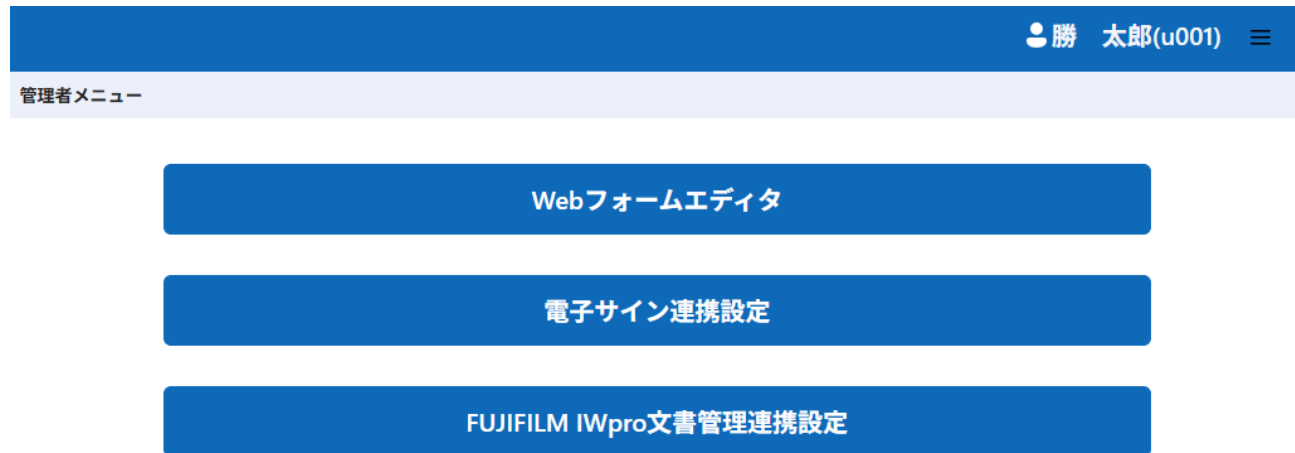 勝　太郎(u001)
管理者メニュー
Webフォームエディタ
電子サイン連携設定
FUJIFILM IWpro文書管理連携設定